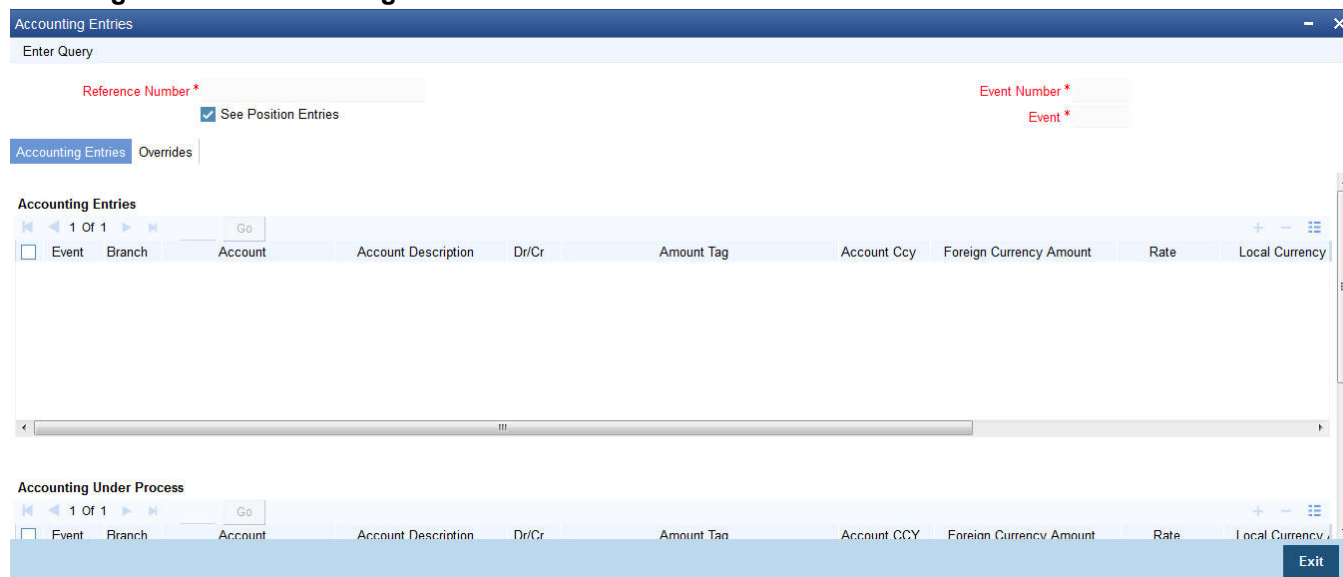 Accounting Entries
Enter Query
Reference Number *
Event Number *
See Position Entries
Event *
Accounting Entries Overrides
Accounting Entries
1 Of 1 Go
Event Branch Account Account Description Dr/Cr Amount Tag Account Ccy Foreign Currency Amount Rate Local Currency
Accounting Under Process
1 Of 1 Go
Event Branch Account Account Description Dr/Cr Amount Tag Account CCY Foreign Currency Amount Rate Local Currency
Exit